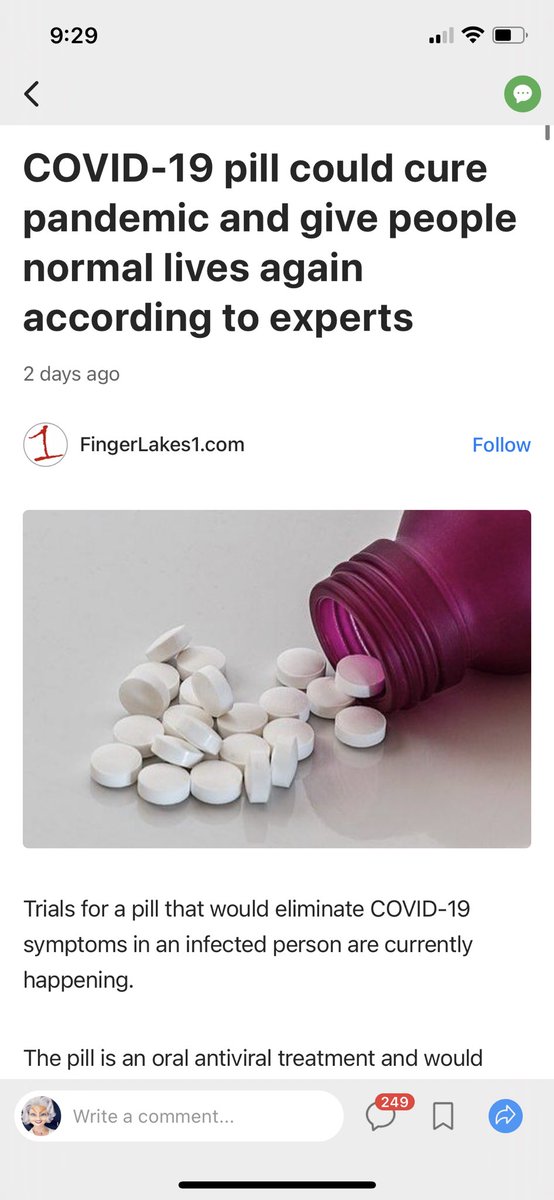 9:29
COVID-19 pill could cure
pandemic and give people
normal lives again
according to experts
2 days ago
1
FingerLakes1.com
Follow
Trials for a pill that would eliminate COVID-19
symptoms in an infected person are currently
happening.
The pill is an oral antiviral treatment and would
Write a comment...
249